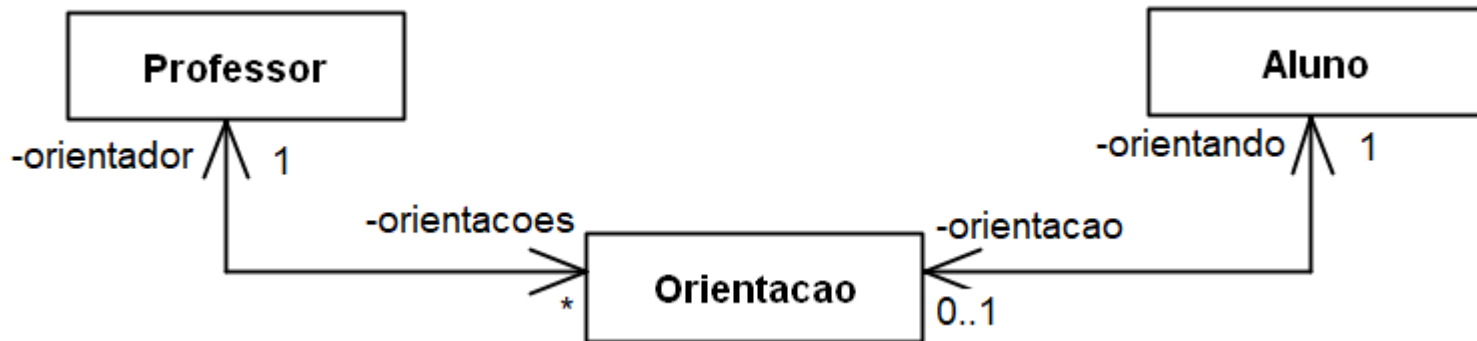 Professor
Aluno
-orientador
1
-orientando
1
-orientacoes
-orientacao
Orientacao
*
0..1